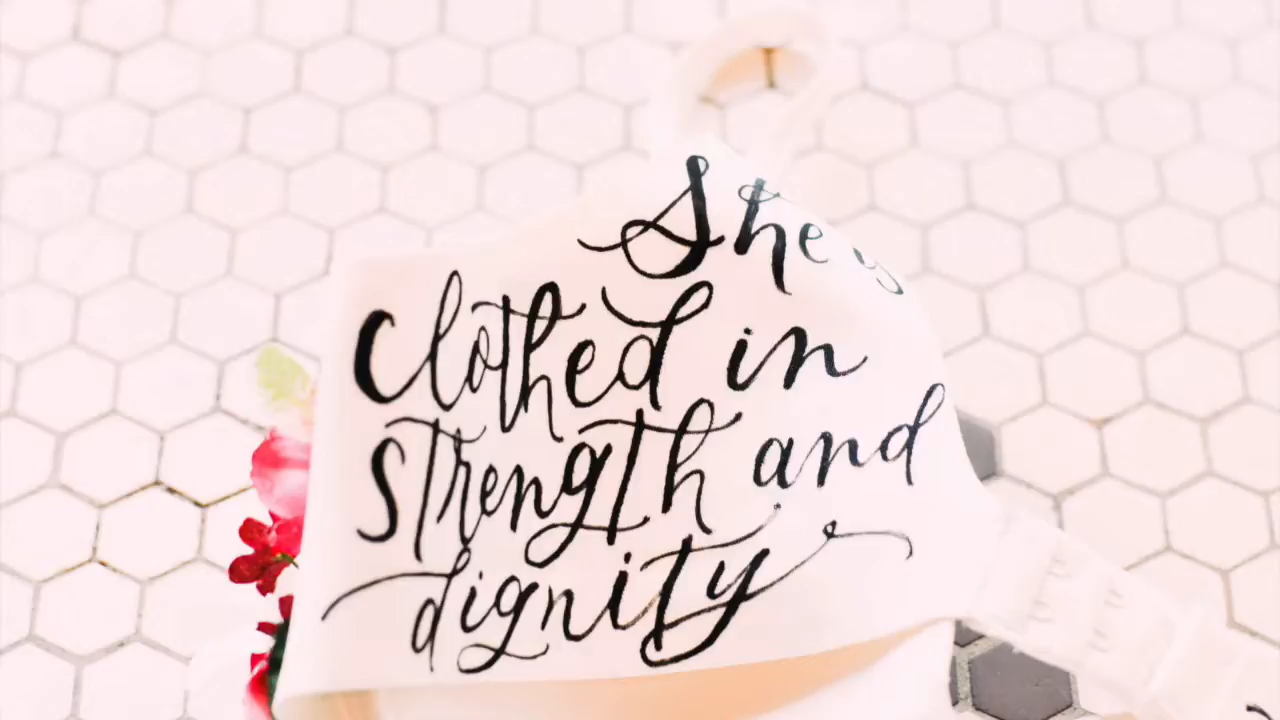 She
clothed in
strength and
dignity